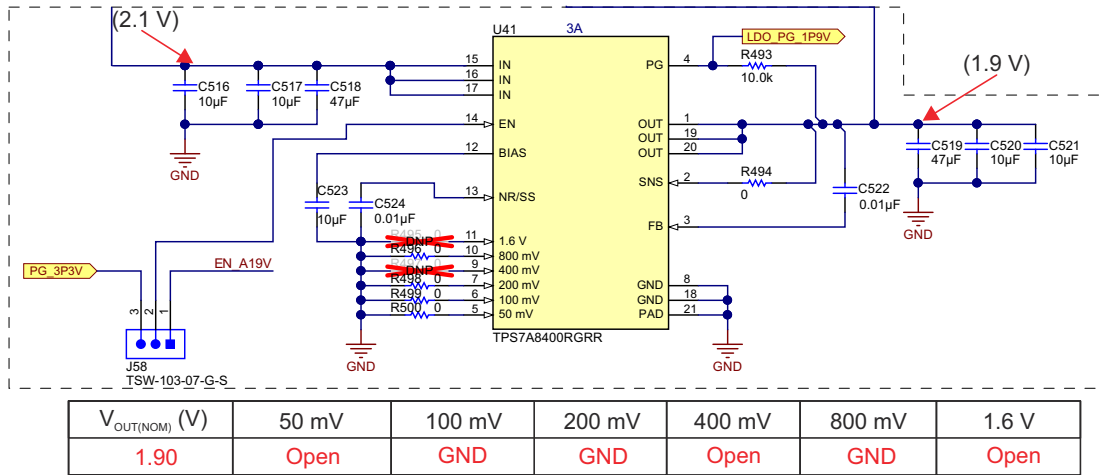 (2.1 V)
U41
3A
LDO_PG_1P9V
C516
10µF
C517
10µF
C518
47µF
15
16
17
IN
IN
IN
PG
4
R493
10.0k
(1.9 V)
14
EN
OUT
OUT
OUT
1
19
20
C519
47µF
C520
10µF
C521
10µF
GND
12
BIAS
SNS
2
R494
0
C523
10µF
C524
0.01µF
13
NR/SS
C522
0.01µF
GND
FB
3
R495 0
DNP
11
1.6 V
R496 0
10
800 mV
DNP
9
400 mV
R498 0
7
200 mV
R499 0
6
100 mV
R500 0
5
50 mV
GND
GND
PAD
8
18
21
PG_3P3V
EN_A19V
3
2
1
GND
GND
TPS7A8400RGRR
J58
TSW-103-07-G-S
VOUT(NOM) (V) 50 mV 100 mV 200 mV 400 mV 800 mV 1.6 V
1.90 Open GND GND Open GND Open